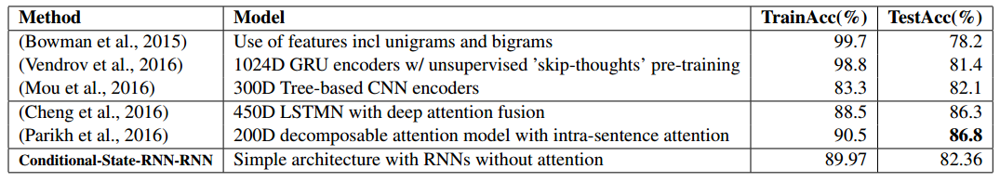 Method Model TrainAcc(%) TestAcc(%)
(Bowman et al., 2015) Use of features incl unigrams and bigrams 99.7 78.2
(Vendrov et al., 2016) 1024D GRU encoders w/ unsupervised ’skip-thoughts’ pre-training 98.8 81.4
(Mou et al., 2016) 300D Tree-based CNN encoders 83.3 82.1
(Cheng et al., 2016) 450D LSTMN with deep attention fusion 88.5 86.3
(Parikh et al., 2016) 200D decomposable attention model with intra-sentence attention 90.5 86.8
Conditional-State-RNN-RNN Simple architecture with RNNs without attention 89.97 82.36